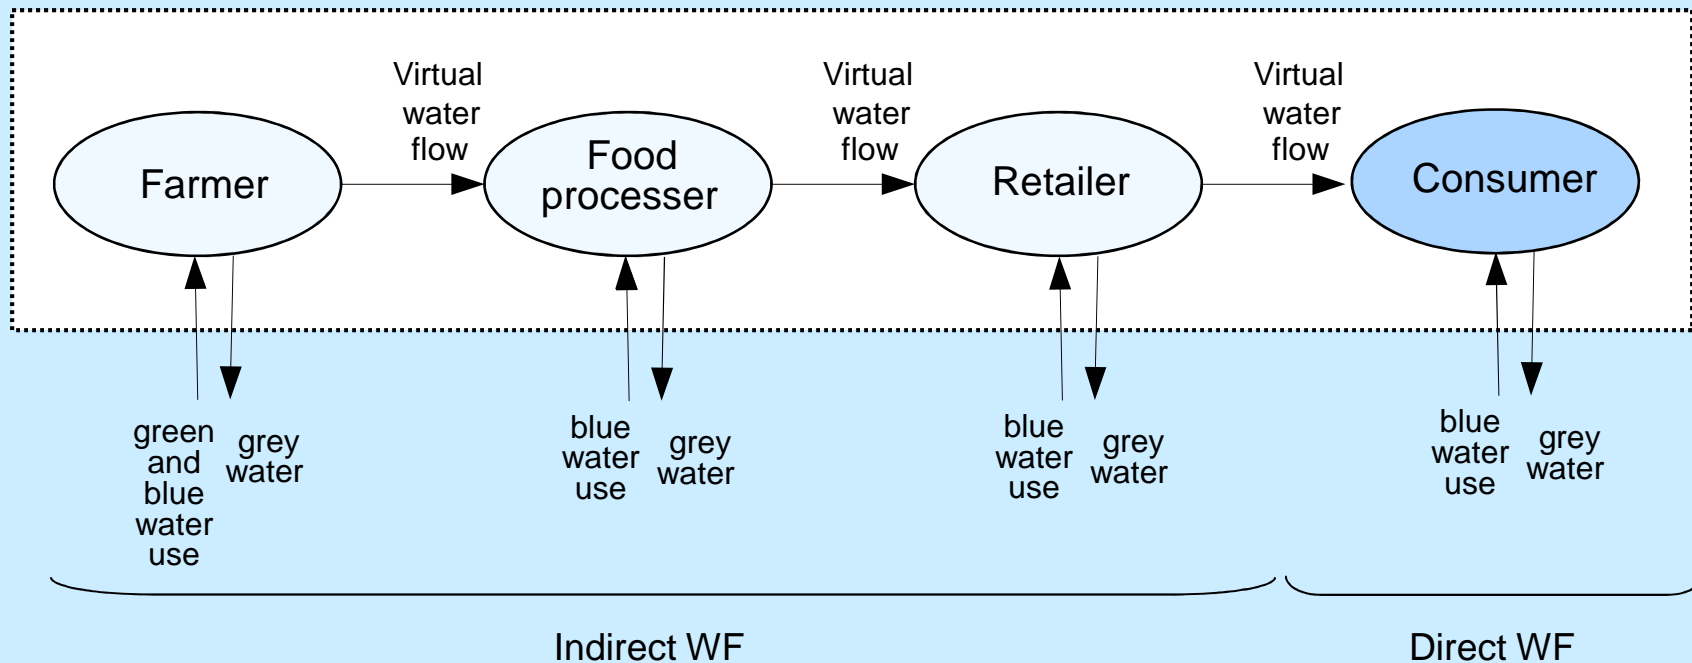 Virtual
water
flow
Virtual
water
flow
Virtual
water
flow
Farmer
Food
processer
Retailer
Consumer
green
and
blue
water
use
grey
water
blue
water
use
grey
water
blue
water
use
grey
water
blue
water
use
grey
water
Indirect WF
Direct WF